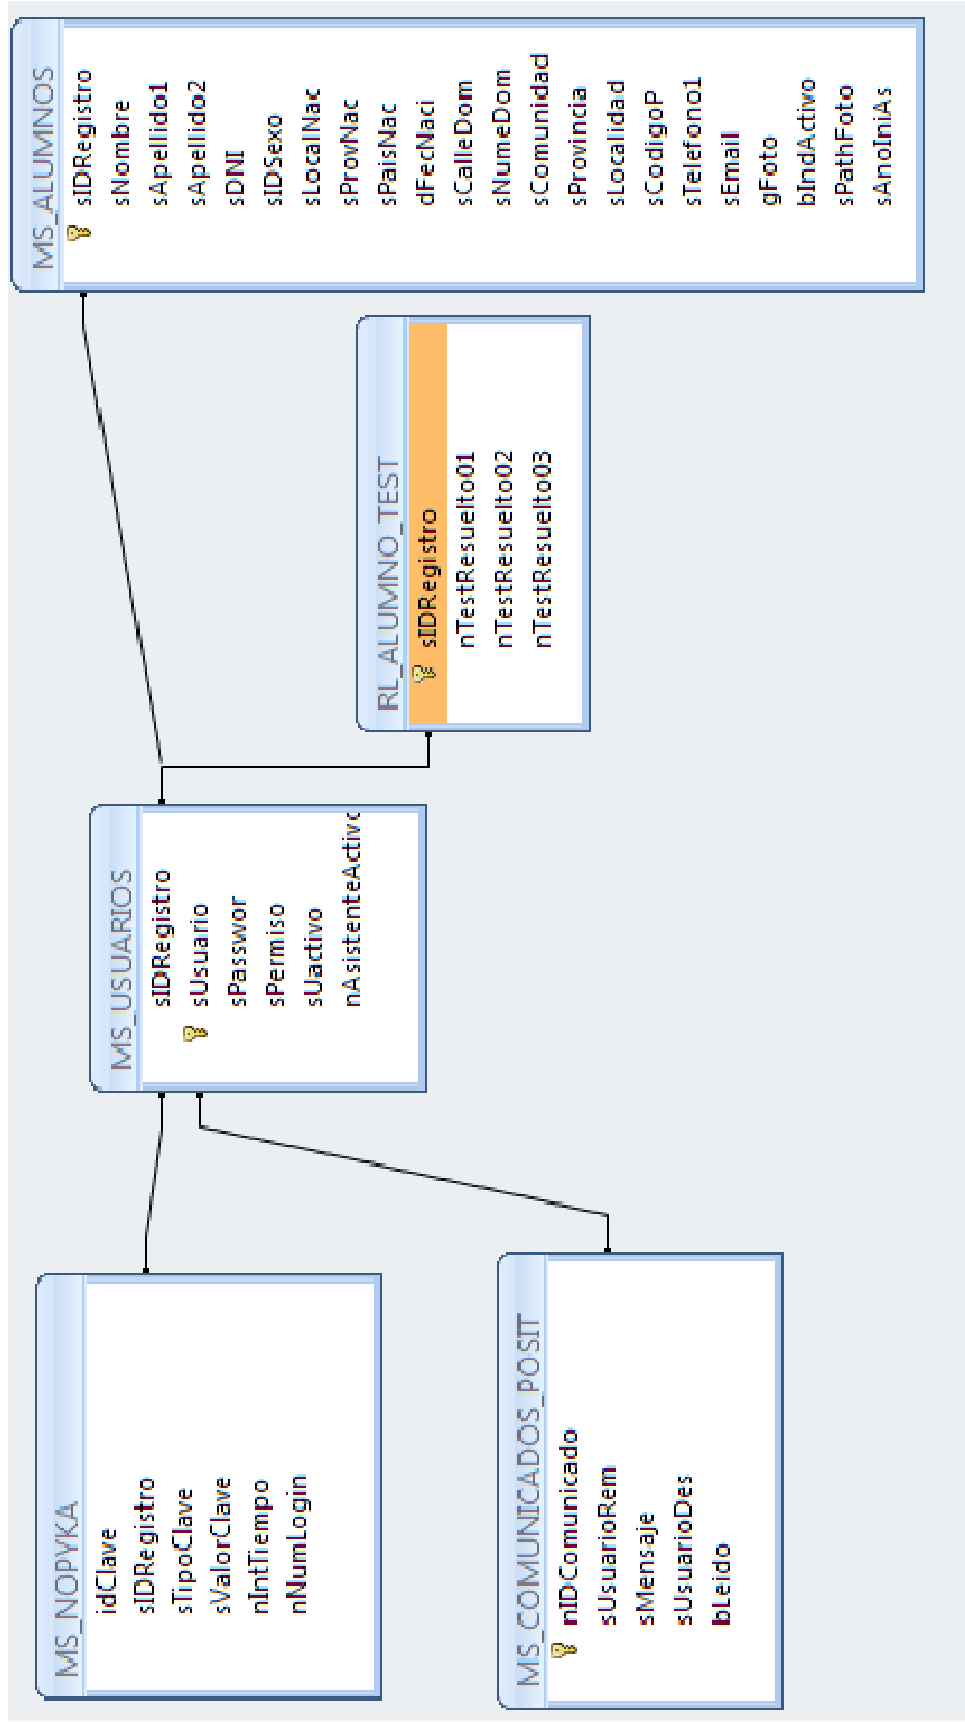 MS_NOPYKA
idClave
sIDRegistro
sTipoClave
sValorClave
nIntTiempo
nNumLogin
MS_COMUNICADOS_POSIT
nIDComunicado
sUsuarioRem
sMensaje
sUsuarioDes
bLeido
MS_USUARIOS
sIDRegistro
sUsuario
sPasswor
sPermiso
sUactivo
nAsistenteActivo
RL_ALUMNO_TEST
sIDRegistro
nTestResuelto01
nTestResuelto02
nTestResuelto03
MS_ALUMNOS
sIDRegistro
sNombre
sApellido1
sApellido2
sDNI
sIDSexo
sLocalNac
sProvNac
sPaisNac
dFecNaci
sCalleDom
sNumeDom
sComunidad
sProvincia
sLocalidad
sCodigoP
sTelefono1
sEmail
gFoto
bIndActivo
sPathFoto
sAnoIniAs